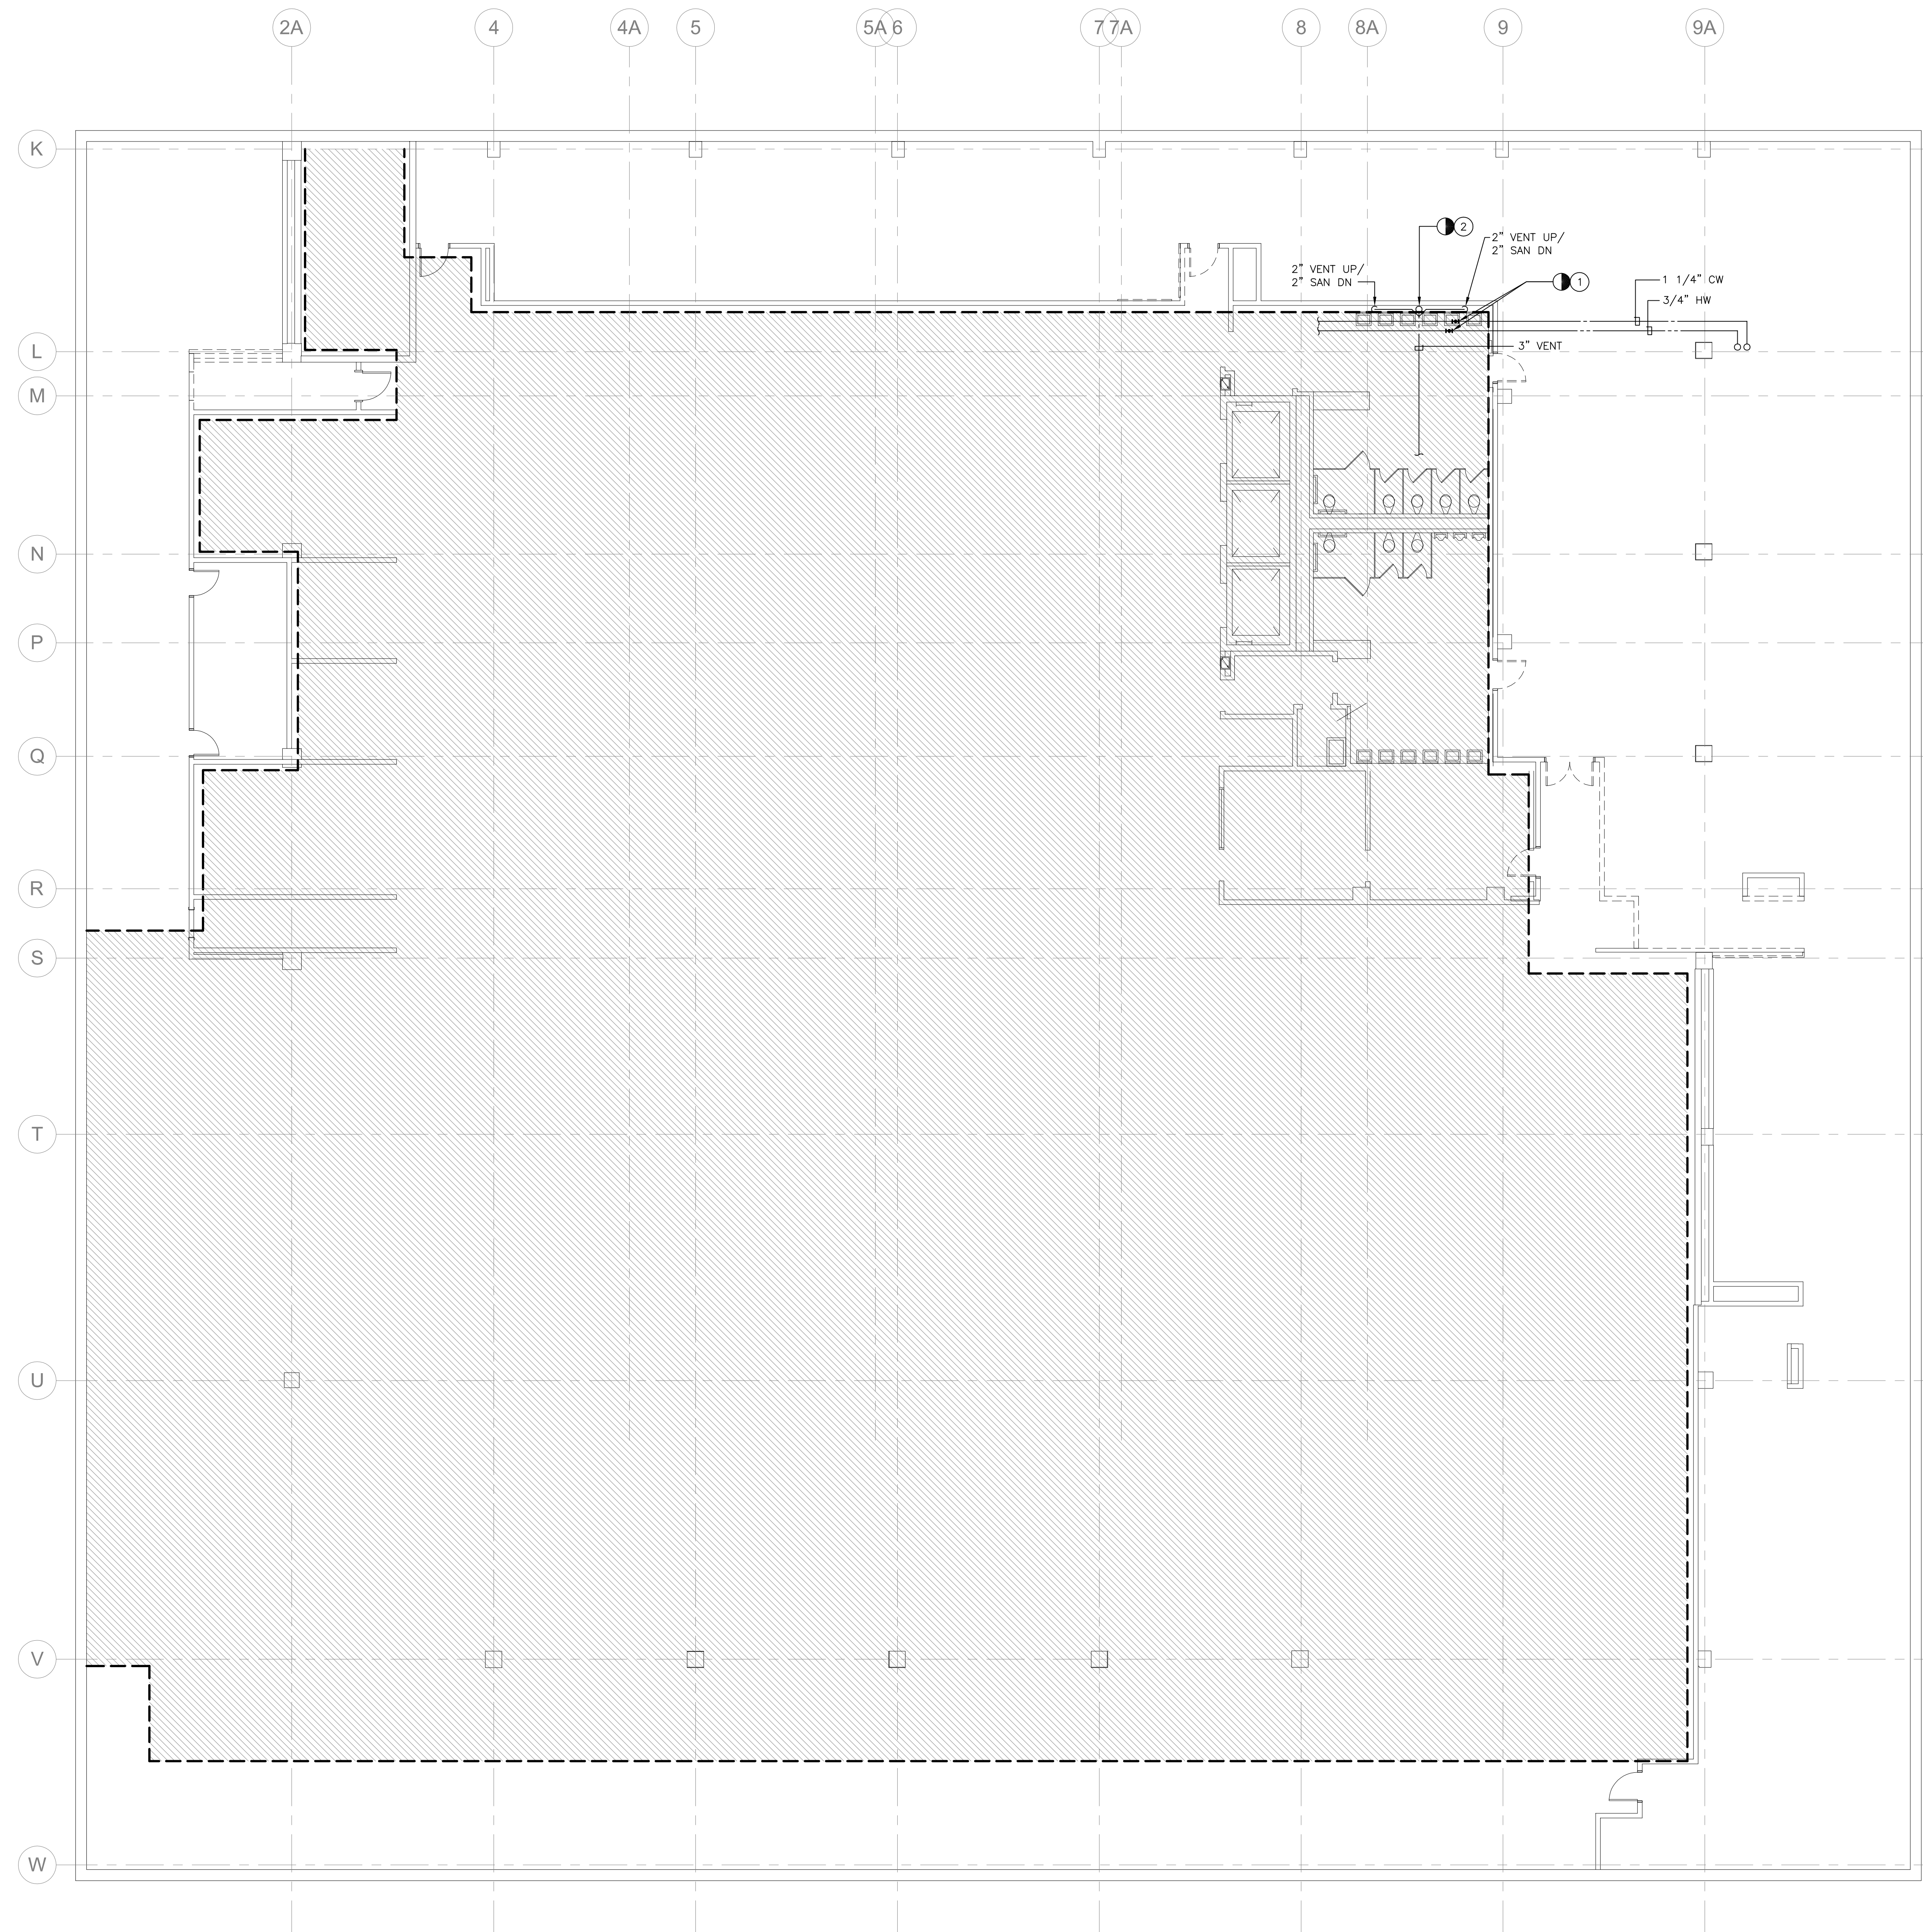 2A
4
4A
5
5A
6
7
7A
8
8A
9
9A
K
L
M
N
P
Q
R
S
T
U
V
W
2
2" VENT UP/
2" SAN DN
2" VENT UP/
2" SAN DN
1
1 1/4" CW
3/4" HW
3" VENT